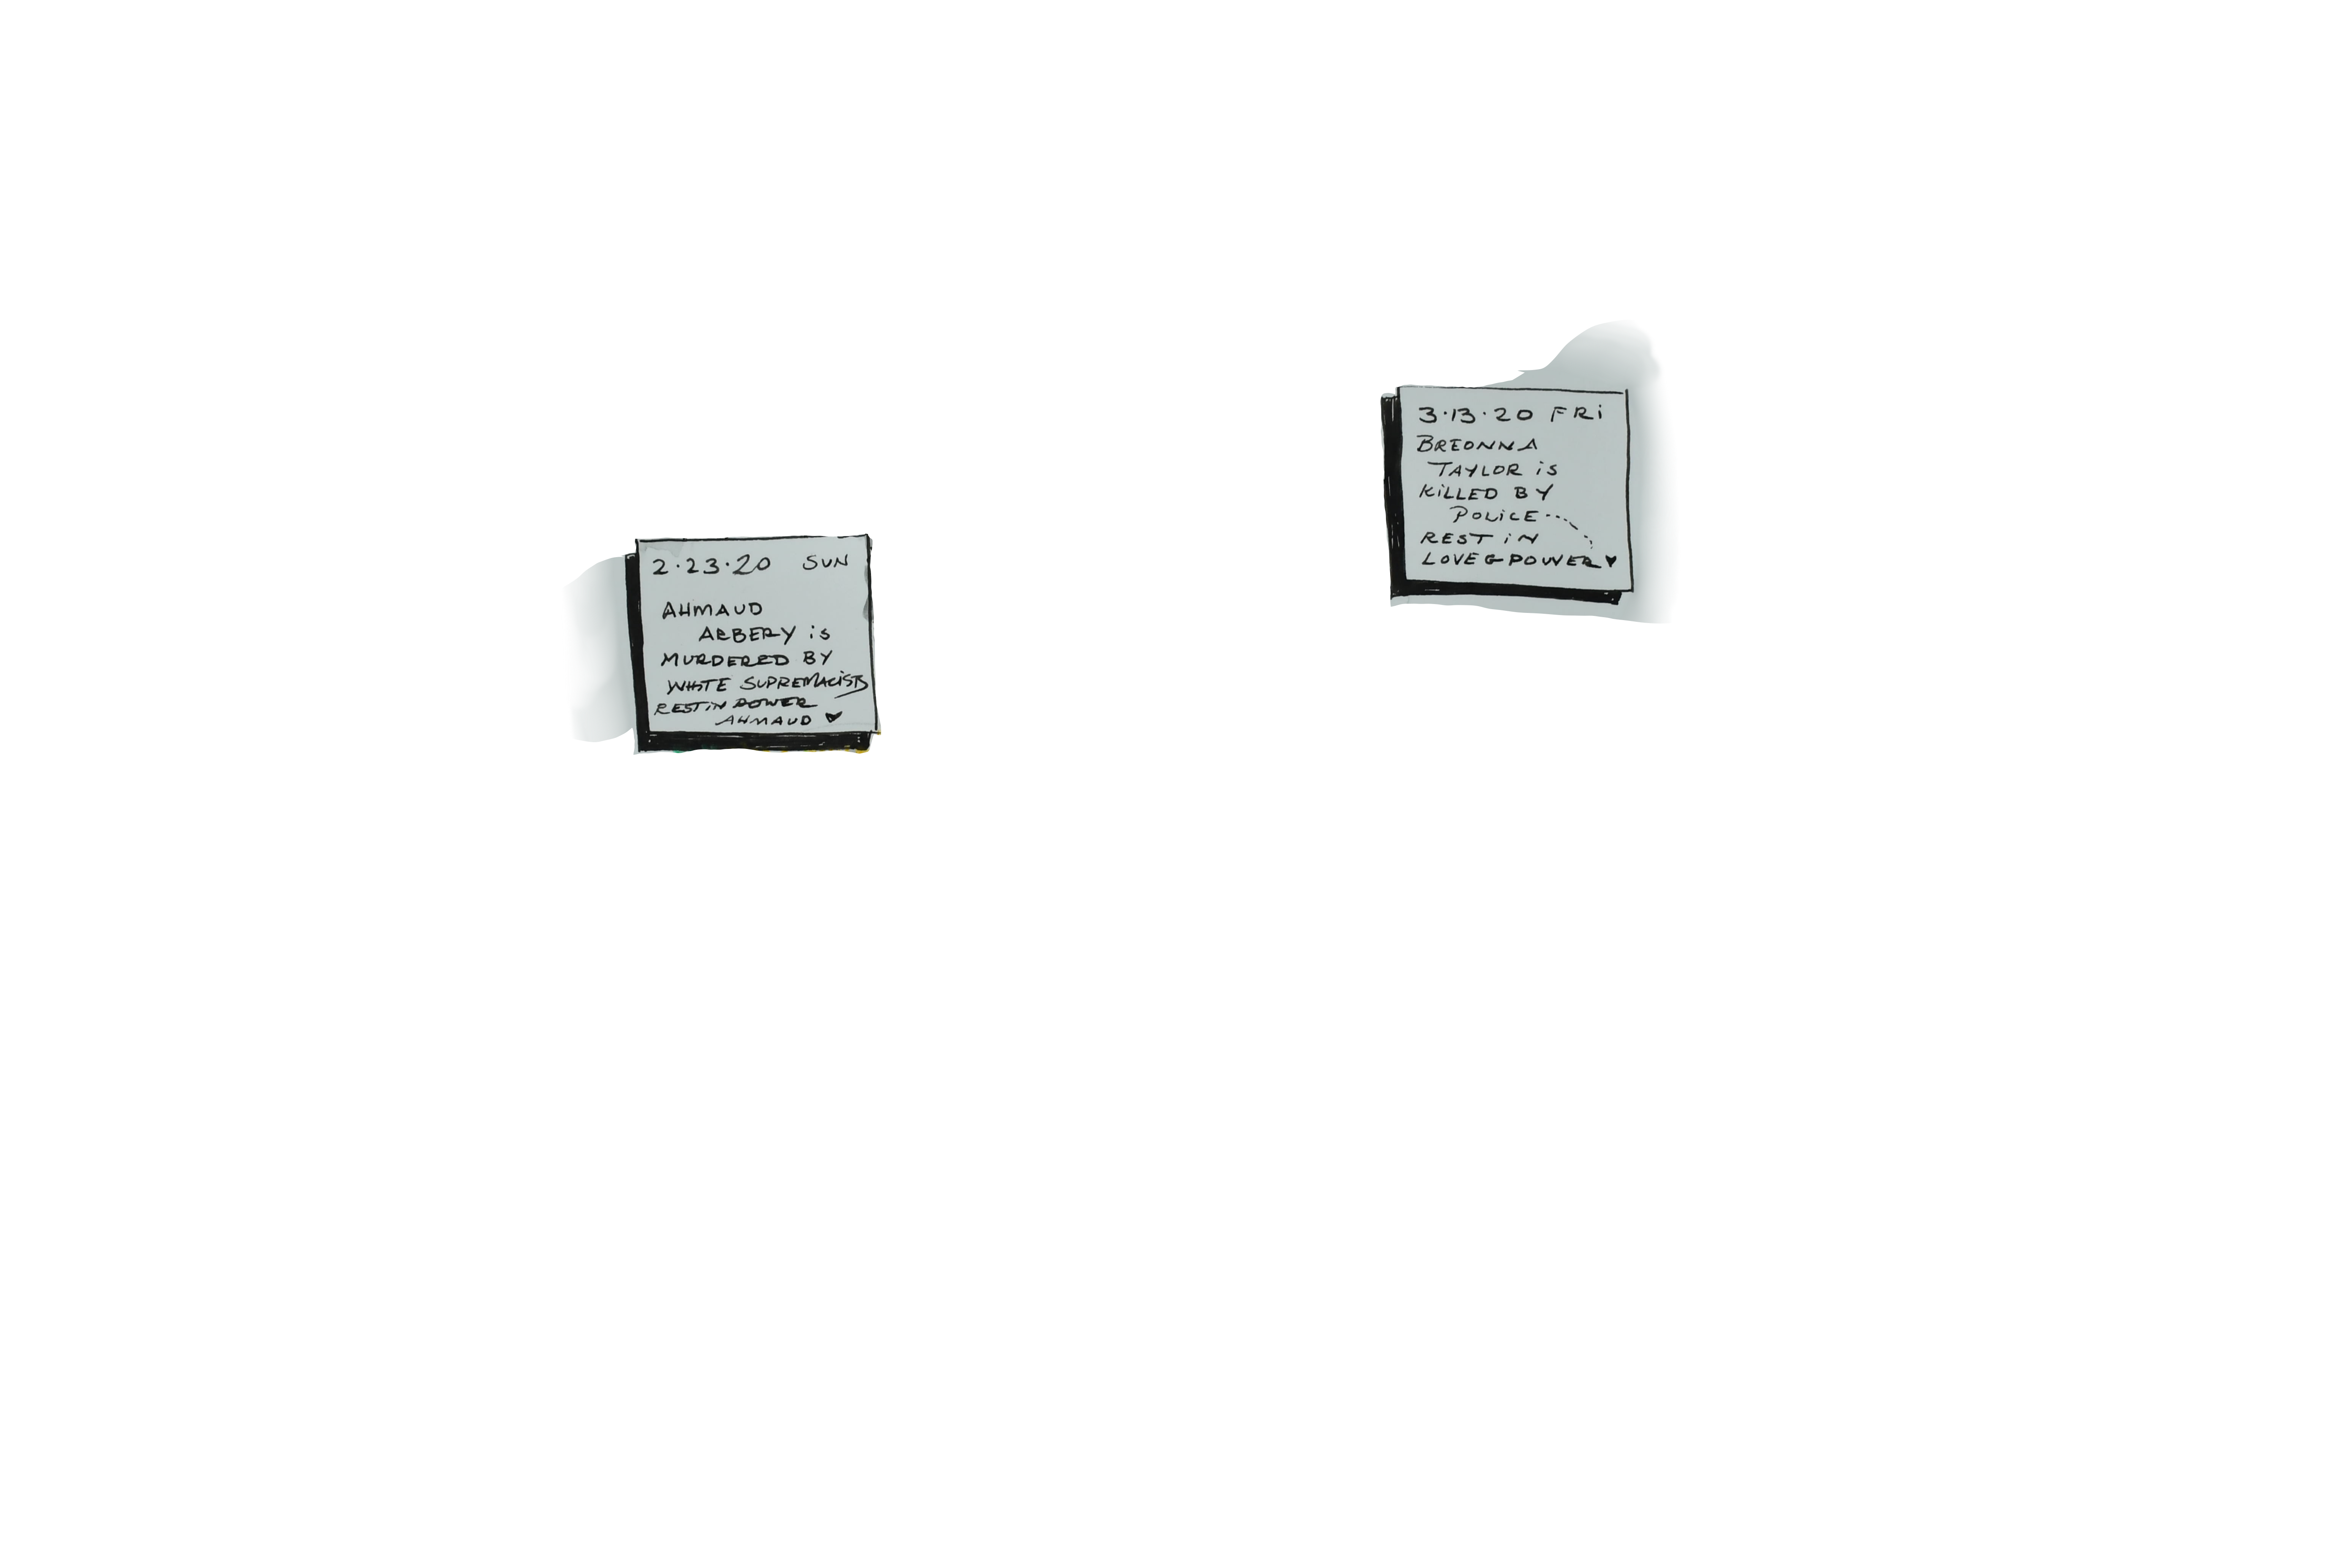 2·23·20 SUN
AHMAUD
ARBERY is
MURDERED BY
WHITE SUPREMACISTS
REST iN POWER
AHMAUD ♥
3·13·20 FRi
BREONNA
TAYLOR iS
KiLLED BY
POLiCE
REST iN
LOVE & POWER ♥